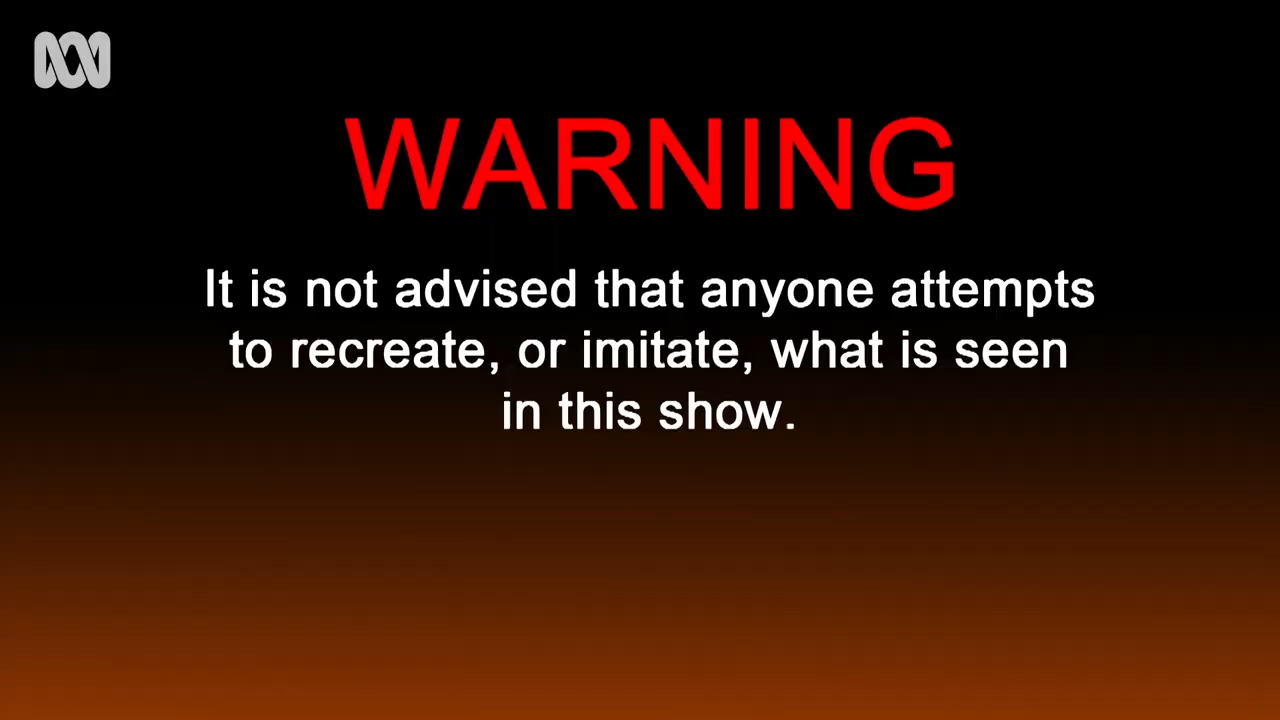 WARNING
It is not advised that anyone attempts
to recreate, or imitate, what is seen
in this show.